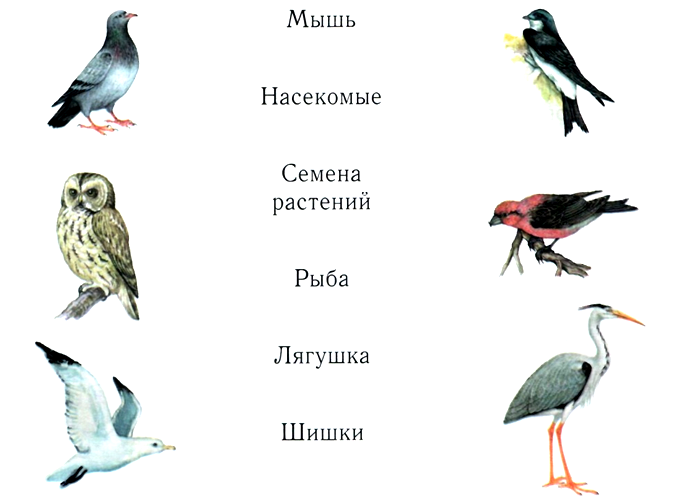 Мышь
Насекомые
Семена
растений
Рыба
Лягушка
Шишки